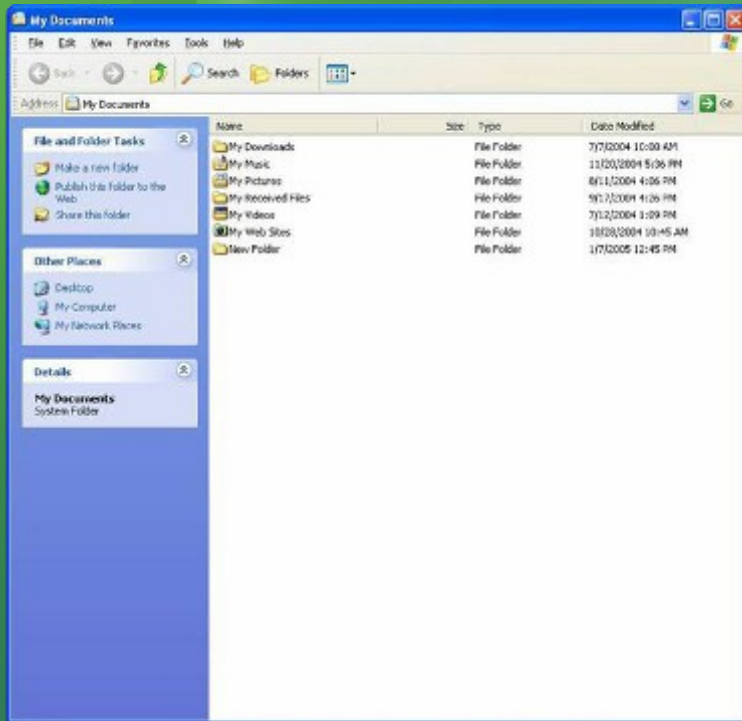 My Documents
File Edit View Favorites Tools Help
Back Search Folders
Address My Documents Go
File and Folder Tasks
Make a new folder
Publish this folder to the
Web
Share this folder
Other Places
Desktop
My Computer
My Network Places
Details
My Documents
System Folder
Name Size Type Date Modified
My Downloads File Folder 7/7/2004 10:00 AM
My Music File Folder 11/20/2004 5:36 PM
My Pictures File Folder 8/11/2004 4:06 PM
My Received Files File Folder 9/17/2004 4:26 PM
My Videos File Folder 7/12/2004 1:09 PM
My Web Sites File Folder 10/28/2004 10:45 AM
New Folder File Folder 1/7/2005 12:45 PM